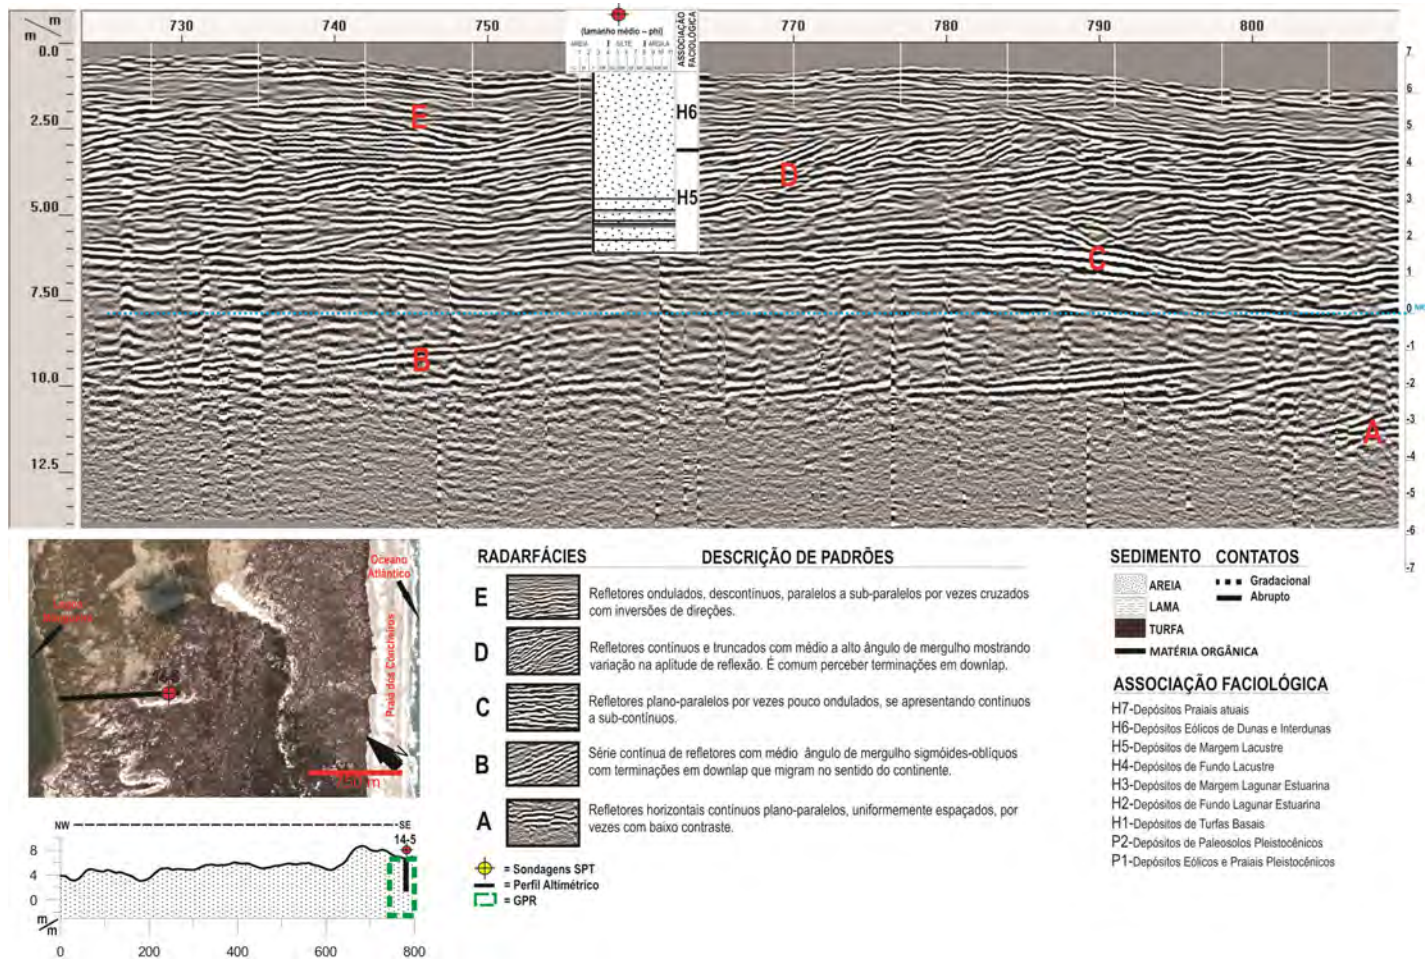 m
730 740 750 770 780 790 800
m
(tamanho médio – phi)
AREIA SILTE ARGILA
ASSOCIAÇÃO FACIOLÓGICA
0.0
2.50
5.00
7.50
10.0
12.5
7
6
5
4
3
2
1
0
-1
-2
-3
-4
-5
-6
-7
E
H6
D
H5
C
B
A
Oceano
Atlântico
Praia dos Concheiros
NW SE
14-5
8
4
0
m
m
0 200 400 600 800
RADARFÁCIES DESCRIÇÃO DE PADRÕES
E Refletores ondulados, descontínuos, paralelos a sub-paralelos por vezes cruzados
com inversões de direções.
D Refletores contínuos e truncados com médio a alto ângulo de mergulho mostrando
variação na aplitude de reflexão. É comum perceber terminações em downlap.
C Refletores plano-paralelos por vezes pouco ondulados, se apresentando contínuos
a sub-contínuos.
B Série contínua de refletores com médio ângulo de mergulho sigmóides-oblíquos
com terminações em downlap que migram no sentido do continente.
A Refletores horizontais contínuos plano-paralelos, uniformemente espaçados, por
vezes com baixo contraste.
= Sondagens SPT
= Perfil Altimétrico
= GPR
SEDIMENTO CONTATOS
AREIA Gradacional
LAMA Abrupto
TURFA
MATÉRIA ORGÂNICA
ASSOCIAÇÃO FACIOLÓGICA
H7-Depósitos Praiais atuais
H6-Depósitos Eólicos de Dunas e Interdunas
H5-Depósitos de Margem Lacustre
H4-Depósitos de Fundo Lacustre
H3-Depósitos de Margem Lagunar Estuarina
H2-Depósitos de Fundo Lagunar Estuarina
H1-Depósitos de Turfas Basais
P2-Depósitos de Paleosolos Pleistocênicos
P1-Depósitos Eólicos e Praiais Pleistocênicos